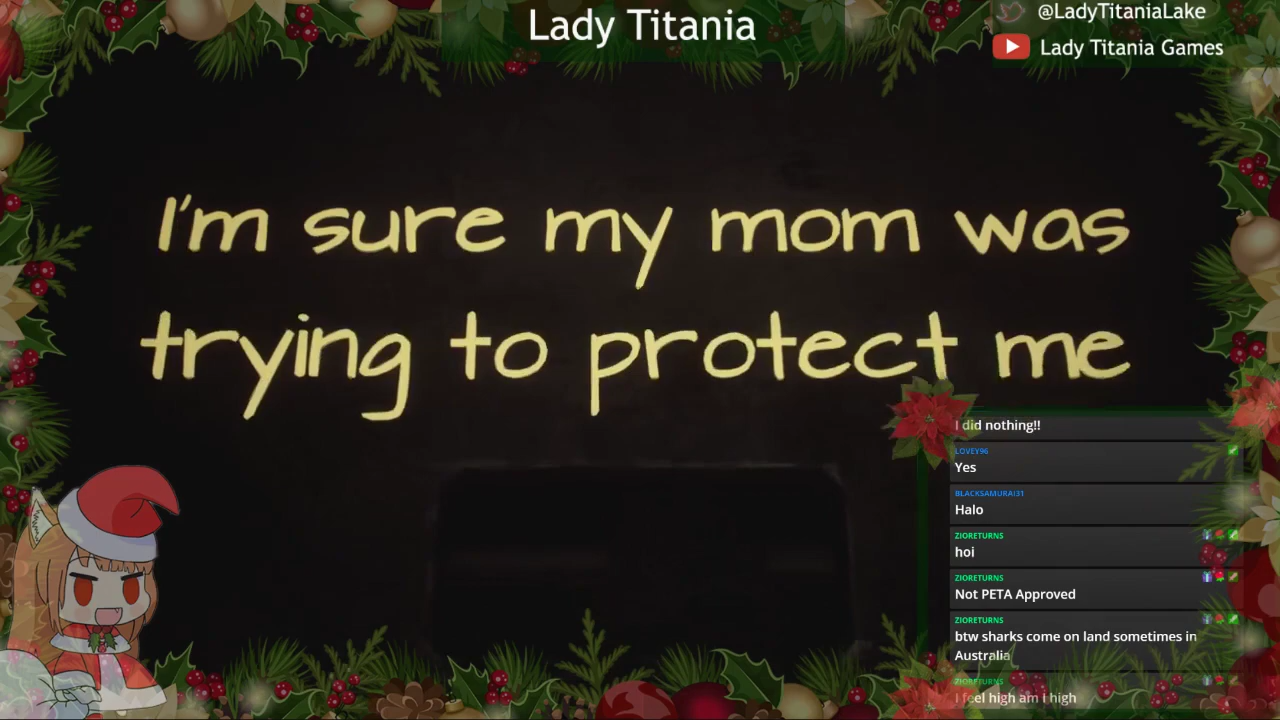 Lady Titania
@LadyTitaniaLake
Lady Titania Games
I'm sure my mom was
trying to protect me
I did nothing!!
LOVEY96
Yes
BLACKSAMURAI31
Halo
ZIORETURNS
hoi
ZIORETURNS
Not PETA Approved
ZIORETURNS
btw sharks come on land sometimes in
Australia
ZIORETURNS
I feel high am i high